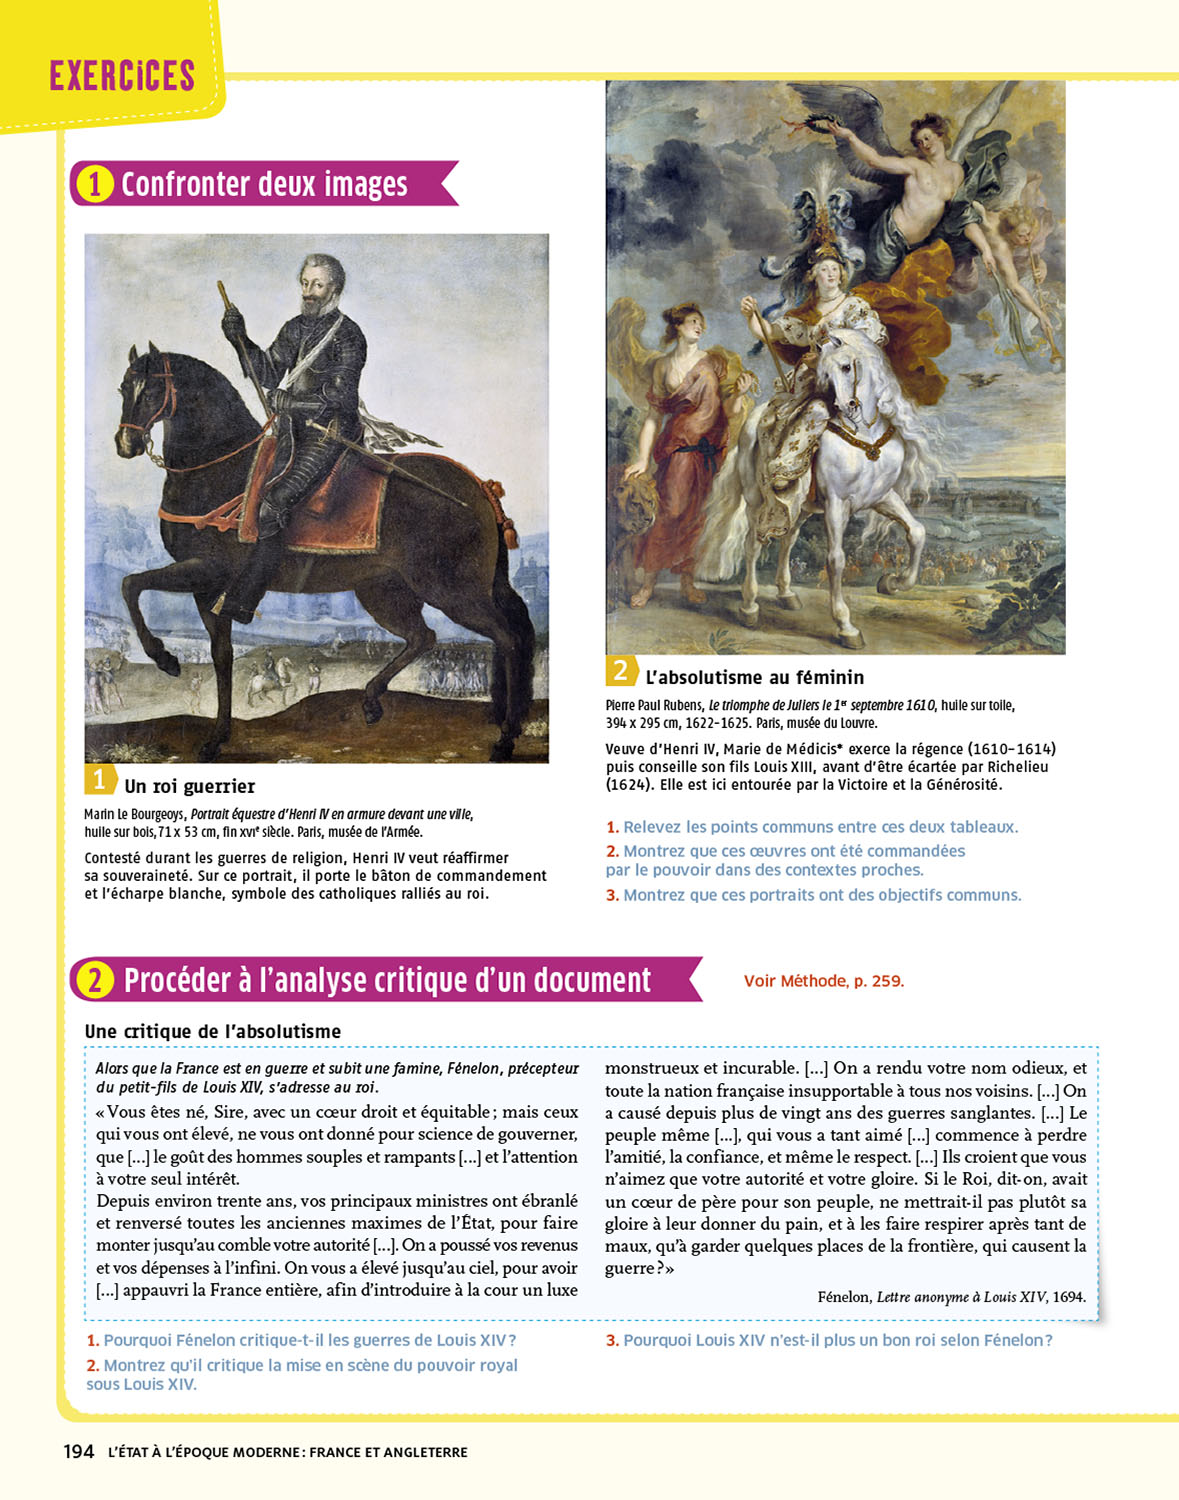 EXERCiCES
1 Confronter deux images
1 Un roi guerrier
Marin Le Bourgeoys, Portrait équestre d'Henri IV en armure devant une ville,
huile sur bois,71 x 53 cm, fin XVIe siècle. Paris, musée de l'Armée.
Contesté durant les guerres de religion, Henri IV veut réaffirmer
sa souveraineté. Sur ce portrait, il porte le bâton de commandement
et l'écharpe blanche, symbole des catholiques ralliés au roi.
2 L'absolutisme au féminin
Pierre Paul Rubens, Le triomphe de Juliers le 1er septembre 1610, huile sur toile,
394 x 295 cm, 1622-1625. Paris, musée du Louvre.
Veuve d'Henri IV, Marie de Médicis* exerce la régence (1610-1614)
puis conseille son fils Louis XIII, avant d'être écartée par Richelieu
(1624). Elle est ici entourée par la Victoire et la Générosité.
1. Relevez les points communs entre ces deux tableaux.
2. Montrez que ces œuvres ont été commandées
par le pouvoir dans des contextes proches.
3. Montrez que ces portraits ont des objectifs communs.
2 Procéder à l'analyse critique d'un document
Voir Méthode, p. 259.
Une critique de l'absolutisme
Alors que la France est en guerre et subit une famine, Fénelon, précepteur
du petit-fils de Louis XIV, s'adresse au roi.
« Vous êtes né, Sire, avec un cœur droit et équitable ; mais ceux
qui vous ont élevé, ne vous ont donné pour science de gouverner,
que [...] le goût des hommes souples et rampants [...] et l'attention
à votre seul intérêt.
Depuis environ trente ans, vos principaux ministres ont ébranlé
et renversé toutes les anciennes maximes de l'État, pour faire
monter jusqu'au comble votre autorité [...]. On a poussé vos revenus
et vos dépenses à l'infini. On vous a élevé jusqu'au ciel, pour avoir
[...] appauvri la France entière, afin d'introduire à la cour un luxe
monstrueux et incurable. [...] On a rendu votre nom odieux, et
toute la nation française insupportable à tous nos voisins. [...] On
a causé depuis plus de vingt ans des guerres sanglantes. [...] Le
peuple même [...], qui vous a tant aimé [...] commence à perdre
l'amitié, la confiance, et même le respect. [...] Ils croient que vous
n'aimez que votre autorité et votre gloire. Si le Roi, dit-on, avait
un cœur de père pour son peuple, ne mettrait-il pas plutôt sa
gloire à leur donner du pain, et à les faire respirer après tant de
maux, qu'à garder quelques places de la frontière, qui causent la
guerre ? »
Fénelon, Lettre anonyme à Louis XIV, 1694.
1. Pourquoi Fénelon critique-t-il les guerres de Louis XIV ?
2. Montrez qu'il critique la mise en scène du pouvoir royal
sous Louis XIV.
3. Pourquoi Louis XIV n'est-il plus un bon roi selon Fénelon ?
194 L'ÉTAT À L'ÉPOQUE MODERNE : FRANCE ET ANGLETERRE